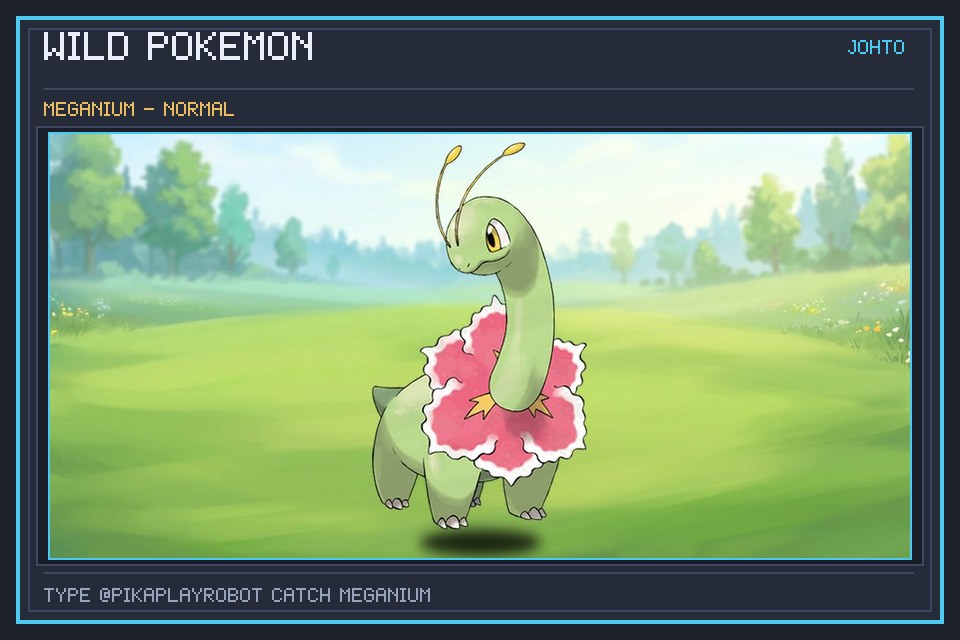 WILD POKEMON
JOHTO
MEGANIUM - NORMAL
TYPE @PIKAPLAYROBOT CATCH MEGANIUM